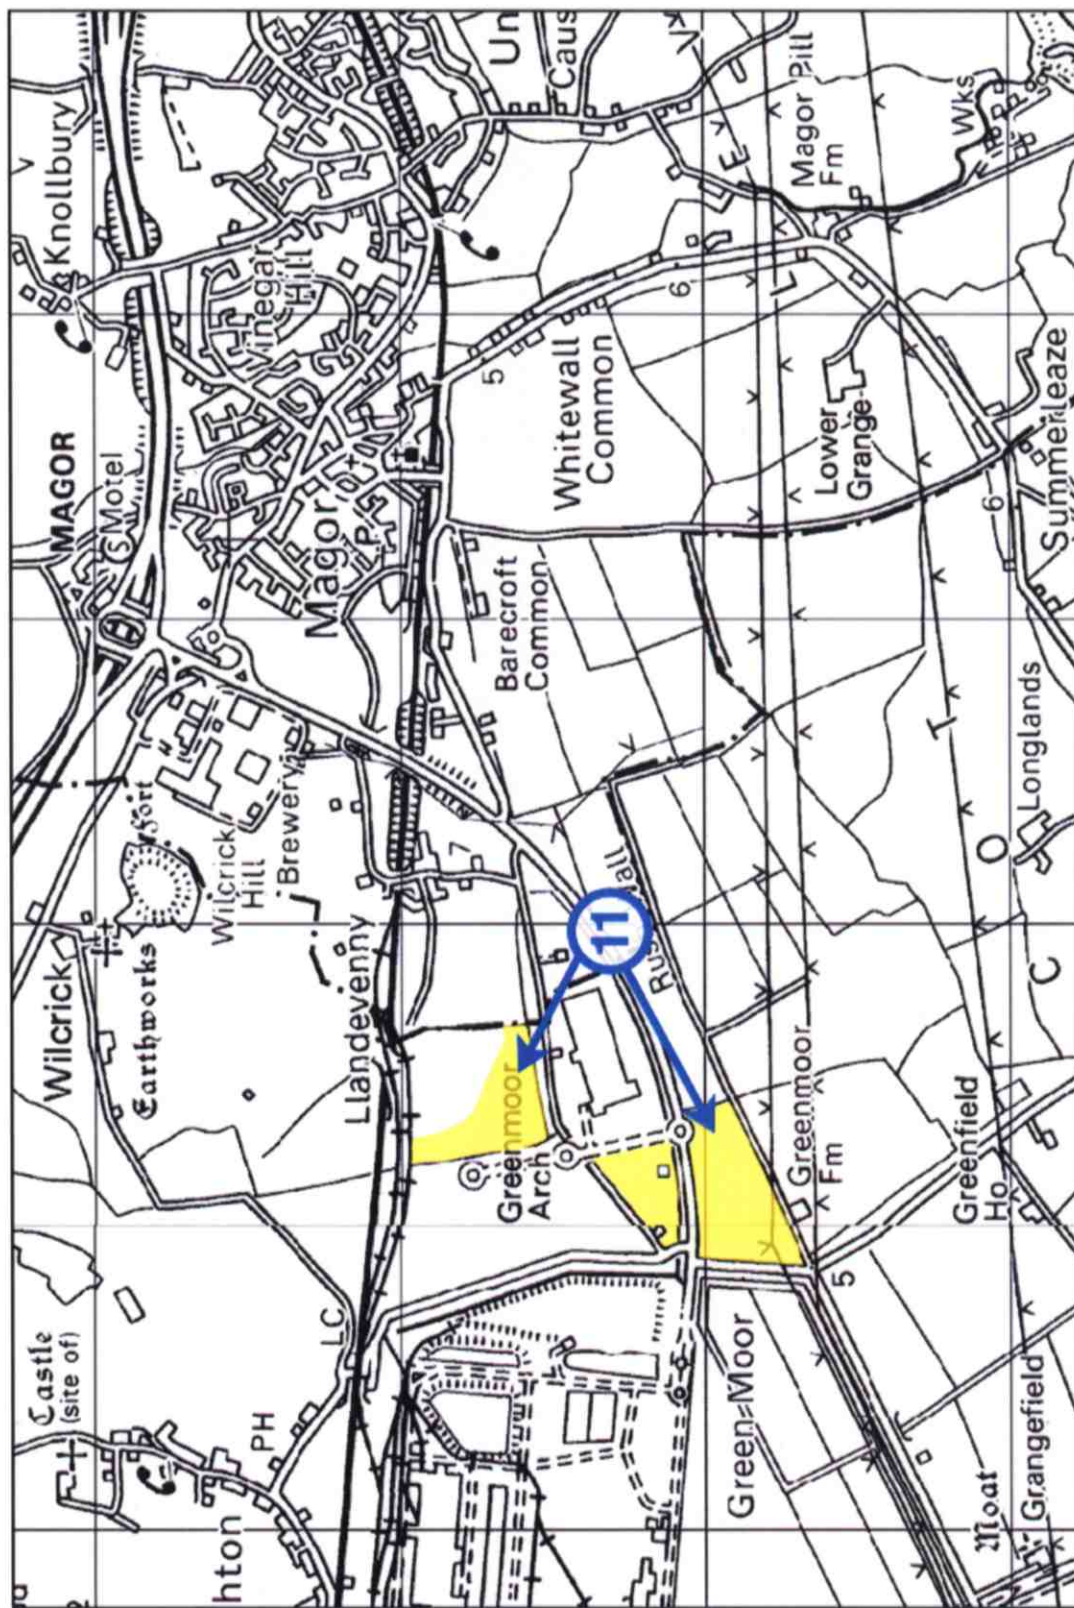 Castle
(site of)
Wilcrick
Earthworks
Fort
Knollbury
MAGOR
S
Motel
hton
PH
LC
Wilcrick
Hill
Brewery
Vinegar
Hill
Llandevenny
Magor
P
7
5
Greenmoor
Arch
Barecroft
Common
Whitewall
Common
Un
Caus
11
6
Green Moor
Greenmoor
Fm
5
Lower
Grange
Magor Pill
Fm
L
E
V
Greenfield
Ho
Moat
Grangefield
C
O
T
Longlands
6
Summerleaze
Wks